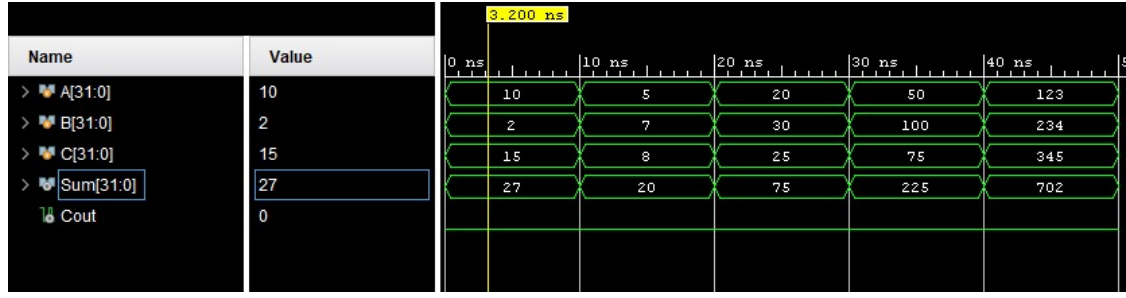 3.200 ns
Name Value 0 ns 10 ns 20 ns 30 ns 40 ns
A[31:0] 10 10 5 20 50 123
B[31:0] 2 2 7 30 100 234
C[31:0] 15 15 8 25 75 345
Sum[31:0] 27 27 20 75 225 702
Cout 0